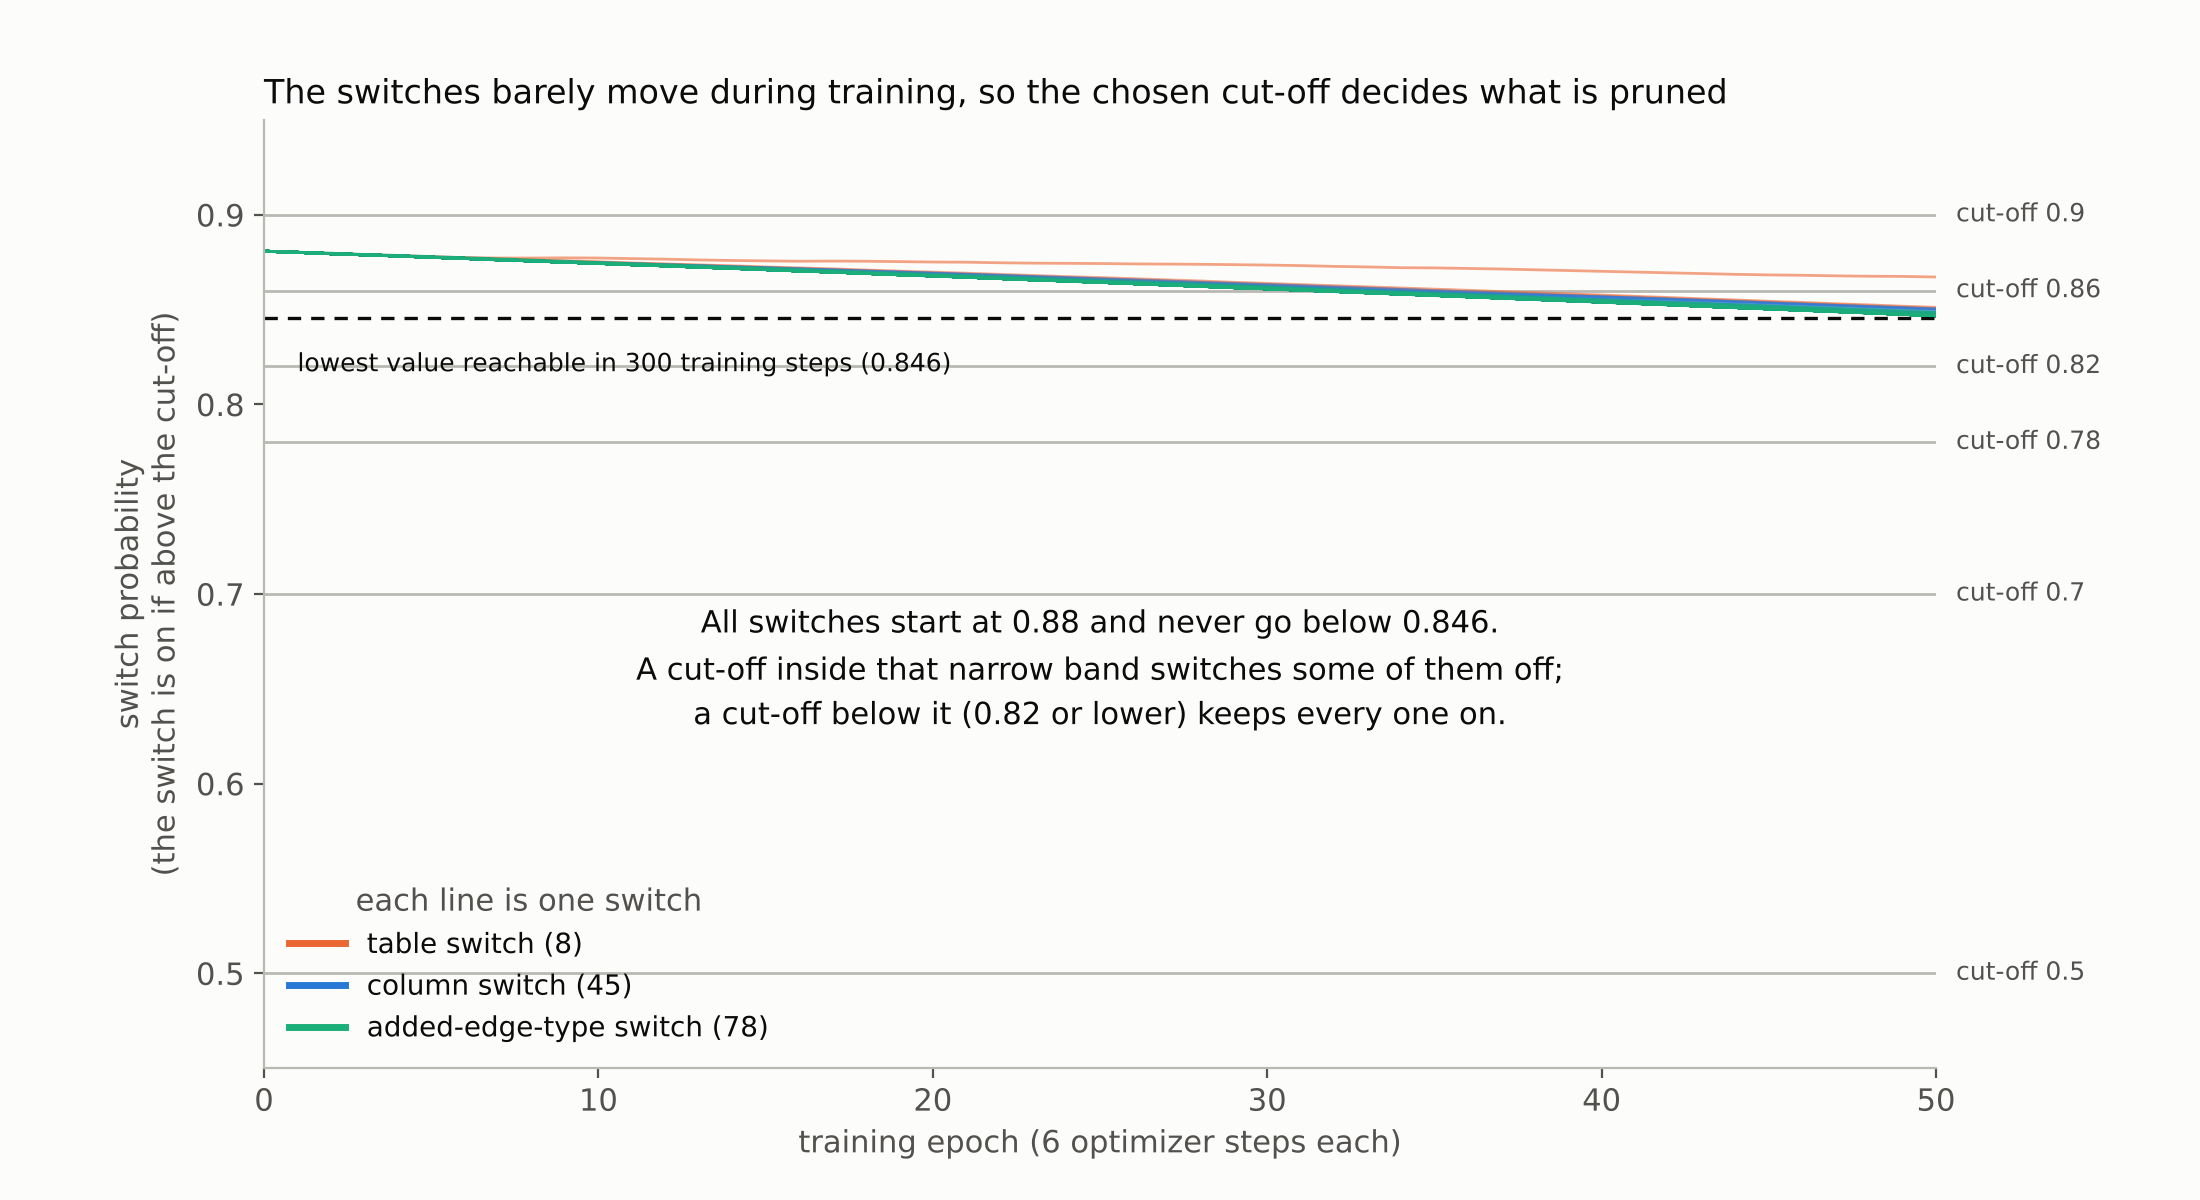 The switches barely move during training, so the chosen cut-off decides what is pruned
switch probability
(the switch is on if above the cut-off)
0.9
0.8
0.7
0.6
0.5
cut-off 0.9
cut-off 0.86
cut-off 0.82
cut-off 0.78
cut-off 0.7
cut-off 0.5
lowest value reachable in 300 training steps (0.846)
All switches start at 0.88 and never go below 0.846.
A cut-off inside that narrow band switches some of them off;
a cut-off below it (0.82 or lower) keeps every one on.
each line is one switch
table switch (8)
column switch (45)
added-edge-type switch (78)
0
10
20
30
40
50
training epoch (6 optimizer steps each)